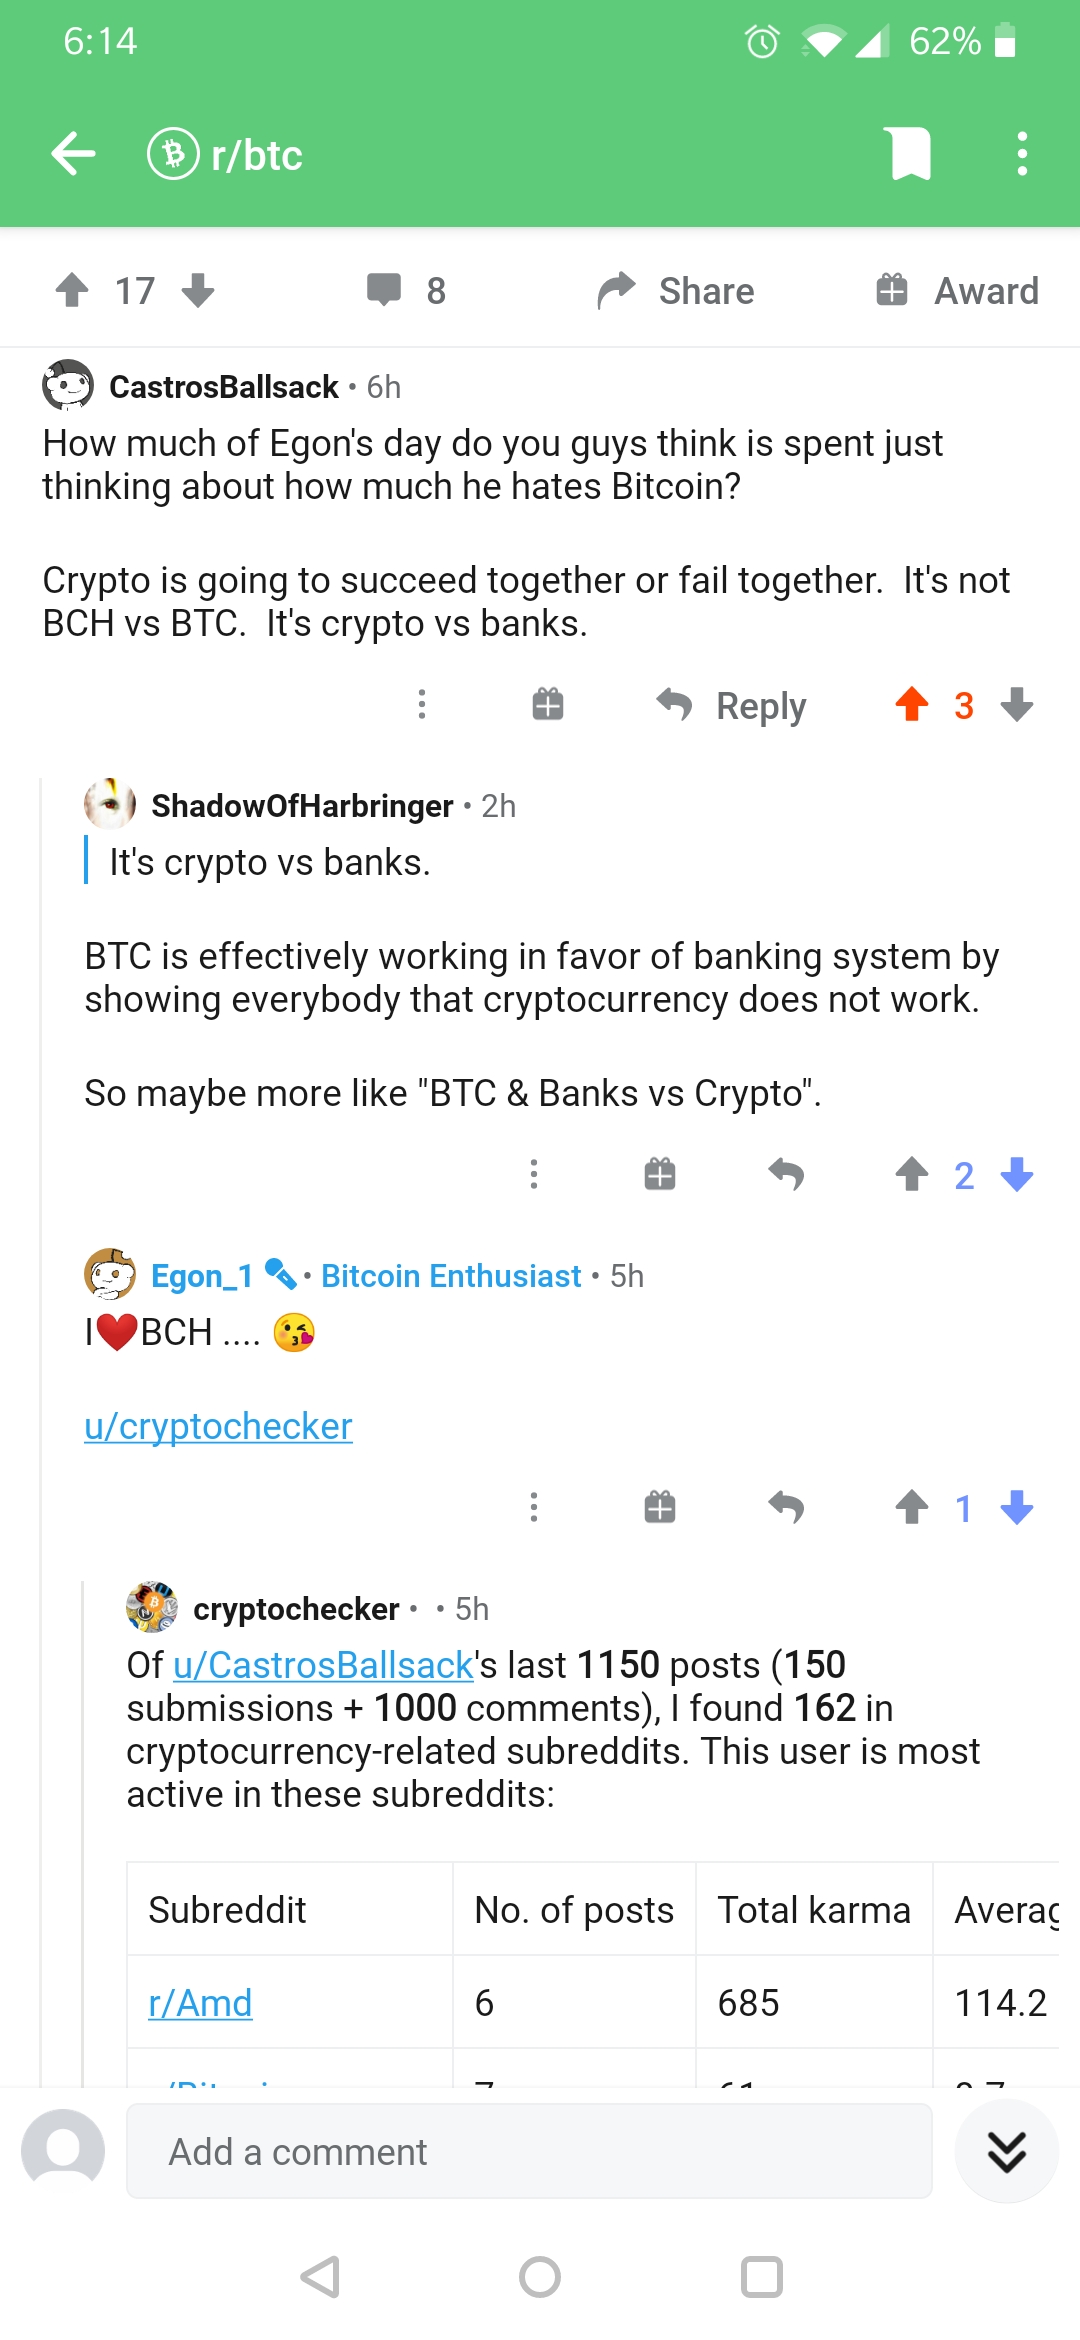 6:14
62%
r/btc
17
8
Share
Award
CastrosBallsack • 6h
How much of Egon's day do you guys think is spent just
thinking about how much he hates Bitcoin?
Crypto is going to succeed together or fail together. It's not
BCH vs BTC. It's crypto vs banks.
Reply
3
ShadowOfHarbringer • 2h
It's crypto vs banks.
BTC is effectively working in favor of banking system by
showing everybody that cryptocurrency does not work.
So maybe more like "BTC & Banks vs Crypto".
2
Egon_1 • Bitcoin Enthusiast • 5h
I❤️BCH .... 😘
u/cryptochecker
1
cryptochecker • • 5h
Of u/CastrosBallsack's last 1150 posts (150
submissions + 1000 comments), I found 162 in
cryptocurrency-related subreddits. This user is most
active in these subreddits:
Subreddit No. of posts Total karma Averag
r/Amd 6 685 114.2
Add a comment